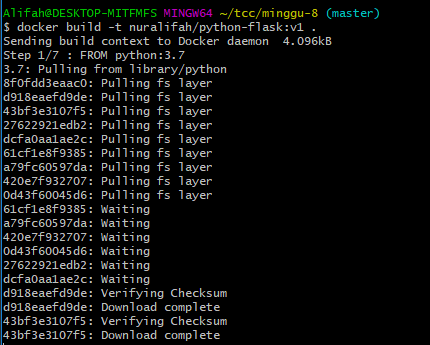 Alifah@DESKTOP-MITFMFS MINGW64 ~/tcc/minggu-8 (master)
$ docker build -t nuralifah/python-flask:v1 .
Sending build context to Docker daemon  4.096kB
Step 1/7 : FROM python:3.7
3.7: Pulling from library/python
8f0fdd3eaac0: Pulling fs layer
d918eaefd9de: Pulling fs layer
43bf3e3107f5: Pulling fs layer
27622921edb2: Pulling fs layer
dcfa0aa1ae2c: Pulling fs layer
61cf1e8f9385: Pulling fs layer
a79fc60597da: Pulling fs layer
420e7f932707: Pulling fs layer
0d43f60045d6: Pulling fs layer
61cf1e8f9385: Waiting
a79fc60597da: Waiting
420e7f932707: Waiting
0d43f60045d6: Waiting
27622921edb2: Waiting
dcfa0aa1ae2c: Waiting
d918eaefd9de: Verifying Checksum
d918eaefd9de: Download complete
43bf3e3107f5: Verifying Checksum
43bf3e3107f5: Download complete